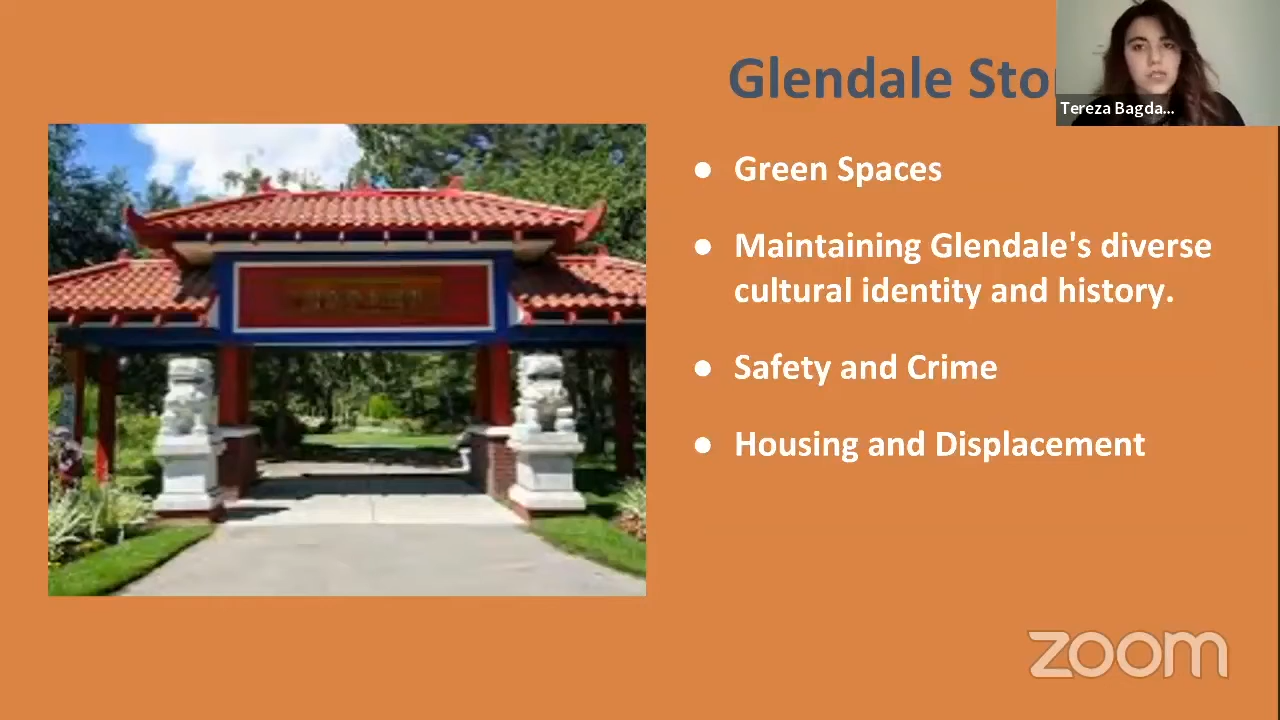 Glendale Sto
Tereza Bagda...
● Green Spaces
● Maintaining Glendale's diverse
cultural identity and history.
● Safety and Crime
● Housing and Displacement
zoom